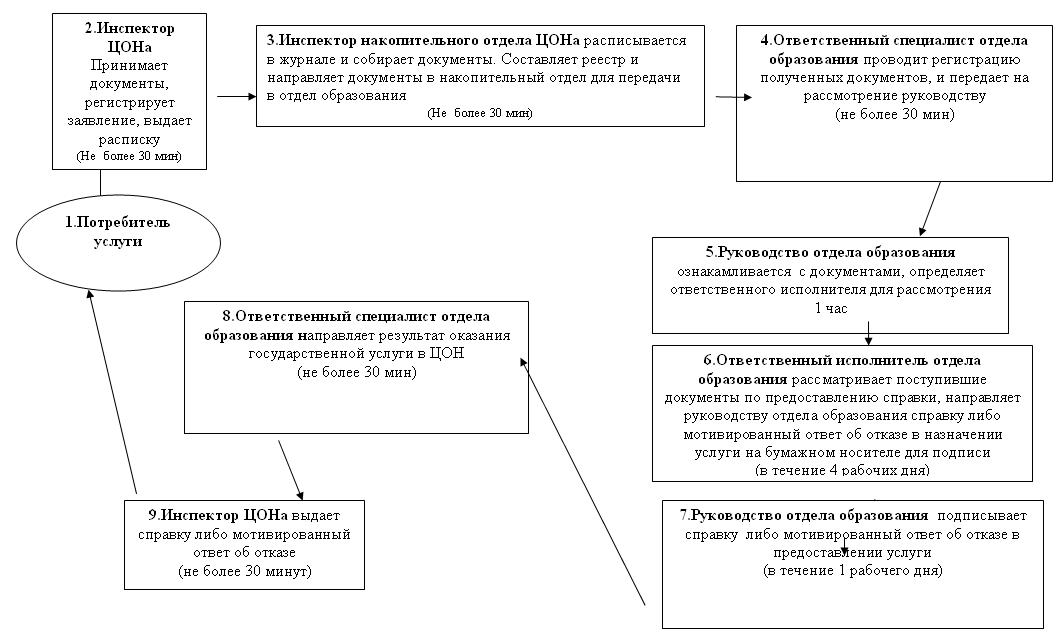 2.Инспектор
ЦОНа
Принимает
документы,
регистрирует
заявление, выдает
расписку
(Не более 30 мин)
3.Инспектор накопительного отдела ЦОНа расписывается
в журнале и собирает документы. Составляет реестр и
направляет документы в накопительный отдел для передачи
в отдел образования
(Не более 30 мин)
4.Ответственный специалист отдела
образования проводит регистрацию
полученных документов, и передает на
рассмотрение руководству
(не более 30 мин)
1.Потребитель
услуги
5.Руководство отдела образования
ознакамливается с документами, определяет
ответственного исполнителя для рассмотрения
1 час
6.Ответственный исполнитель отдела
образования рассматривает поступившие
документы по предоставлению справки, направляет
руководству отдела образования справку либо
мотивированный ответ об отказе в назначении
услуги на бумажном носителе для подписи
(в течение 4 рабочих дня)
7.Руководство отдела образования подписывает
справку либо мотивированный ответ об отказе в
предоставлении услуги
(в течение 1 рабочего дня)
8.Ответственный специалист отдела
образования направляет результат оказания
государственной услуги в ЦОН
(не более 30 мин)
9.Инспектор ЦОНа выдает
справку либо мотивированный
ответ об отказе
(не более 30 минут)